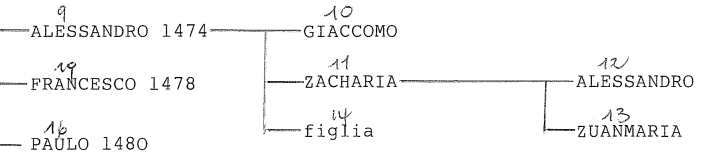 9 10
ALESSANDRO 1474 GIACCOMO
11 12
ZACHARIA ALESSANDRO
19
FRANCESCO 1478
14 13
figlia ZUANMARIA
16
PAULO 1480